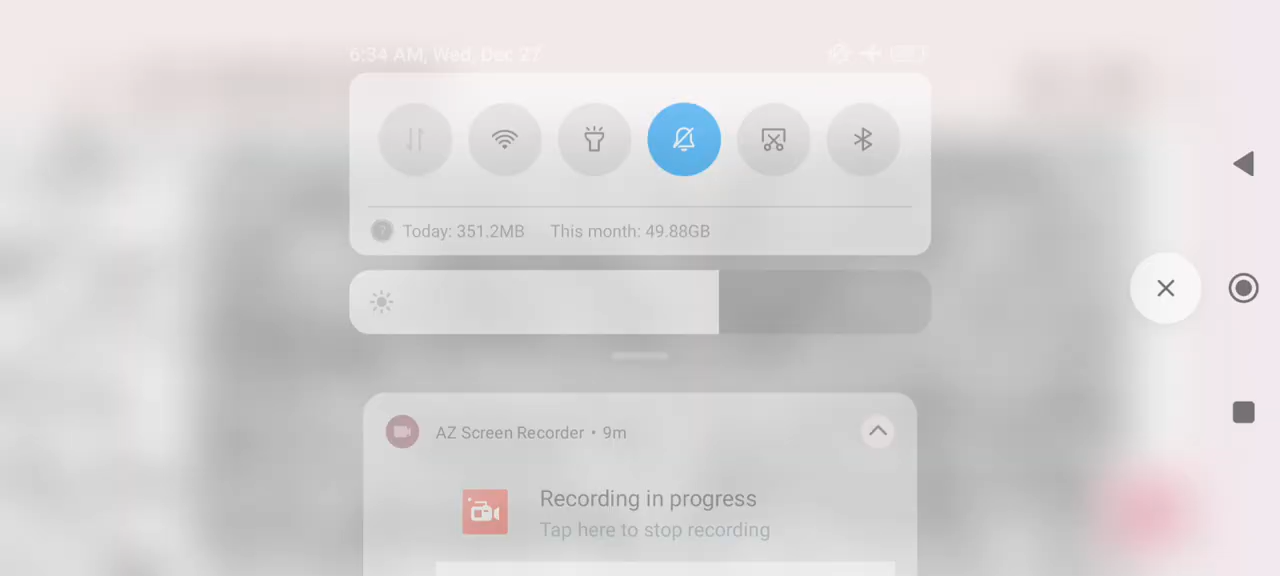 6:34 AM, Wed, Dec 27
Today: 351.2MB This month: 49.88GB
AZ Screen Recorder • 9m
Recording in progress
Tap here to stop recording